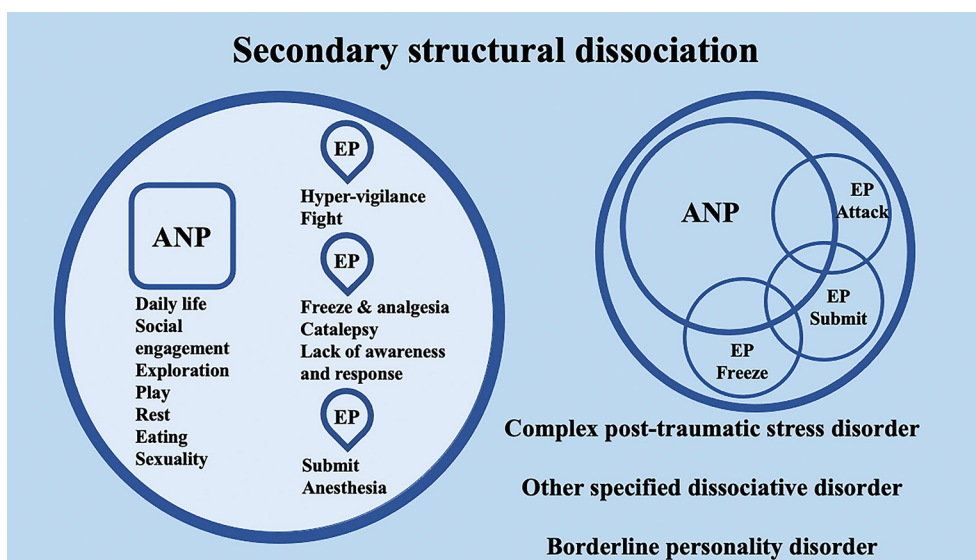 Secondary structural dissociation
ANP
Daily life
Social
engagement
Exploration
Play
Rest
Eating
Sexuality
EP
Hyper-vigilance
Fight
EP
Freeze & analgesia
Catalepsy
Lack of awareness
and response
EP
Submit
Anesthesia
ANP
EP
Attack
EP
Submit
EP
Freeze
Complex post-traumatic stress disorder
Other specified dissociative disorder
Borderline personality disorder